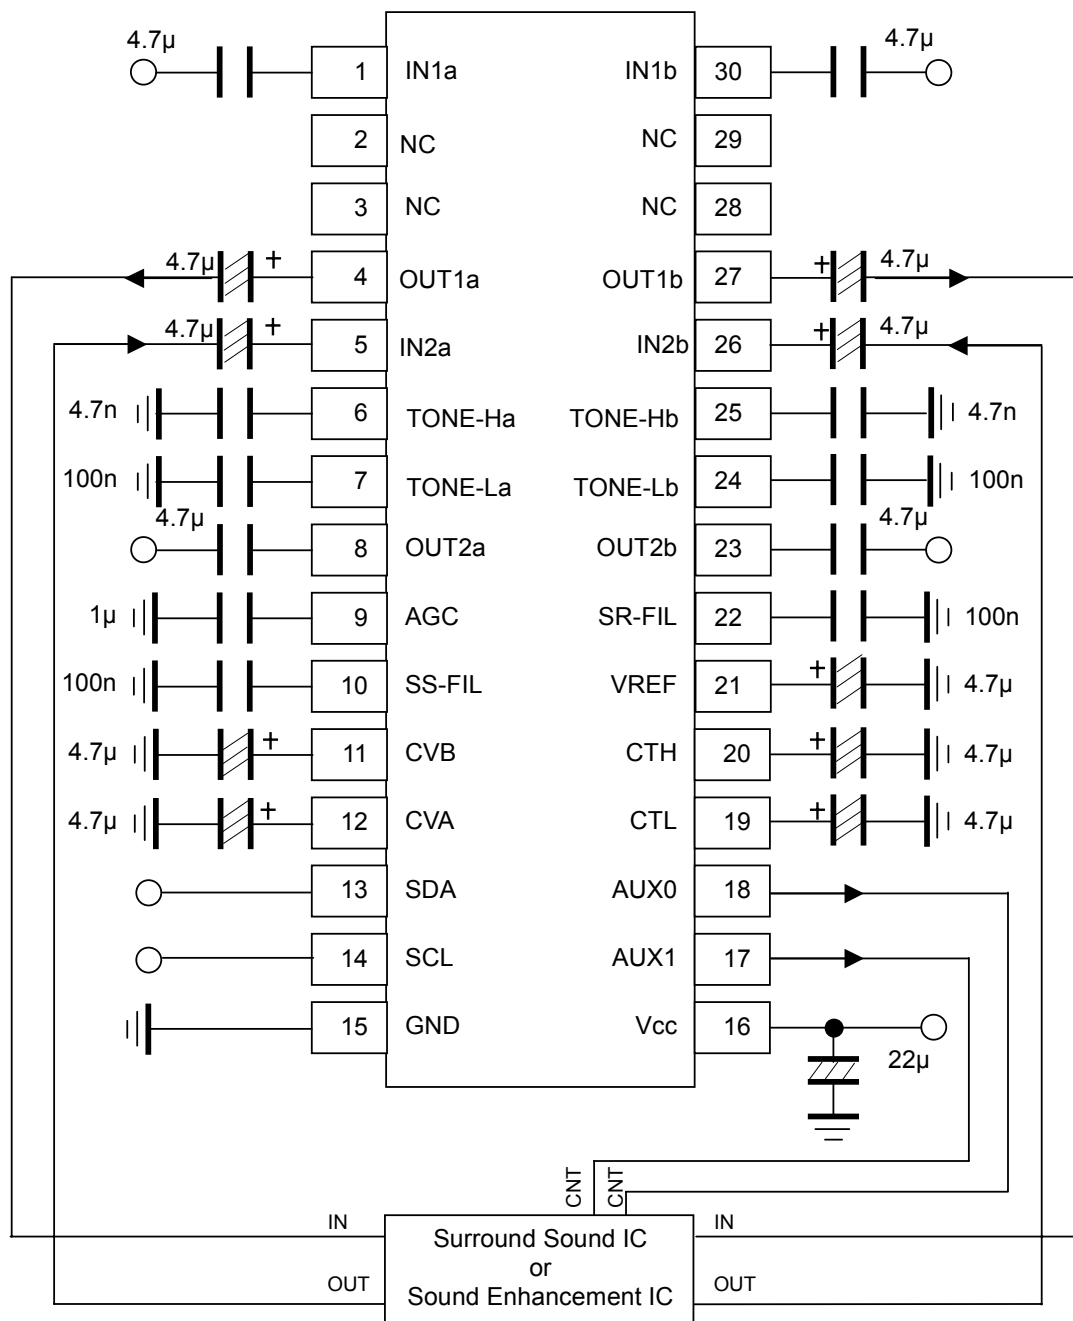 4.7µ 1 IN1a IN1b 30 4.7µ
2 NC NC 29
3 NC NC 28
4.7µ + 4 OUT1a OUT1b 27 + 4.7µ
4.7µ + 5 IN2a IN2b 26 + 4.7µ
4.7n 6 TONE-Ha TONE-Hb 25 4.7n
100n 7 TONE-La TONE-Lb 24 100n
4.7µ 8 OUT2a OUT2b 23 4.7µ
1µ 9 AGC SR-FIL 22 100n
100n 10 SS-FIL VREF 21 + 4.7µ
4.7µ + 11 CVB CTH 20 + 4.7µ
4.7µ + 12 CVA CTL 19 + 4.7µ
13 SDA AUX0 18
14 SCL AUX1 17
15 GND Vcc 16
22µ
CNT CNT
IN IN
Surround Sound IC
or
OUT OUT
Sound Enhancement IC